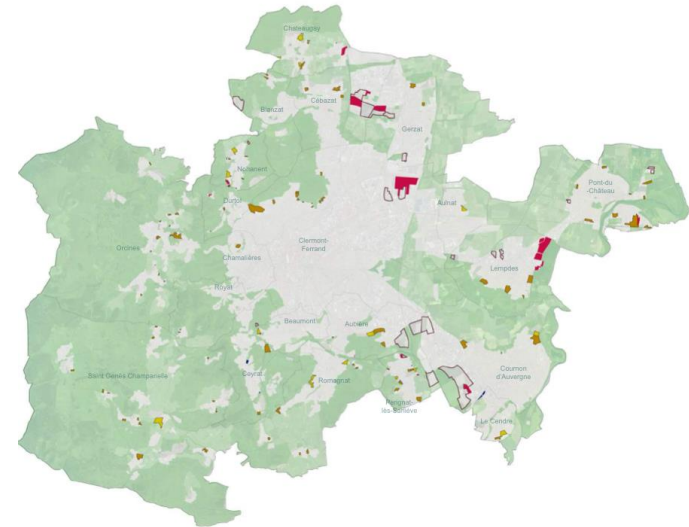 Chateaugay
Blanzat
Cébazat
Gerzat
Nohanent
Pont-du
-Château
Durtol
Aulnat
Orcines
Clermont-
Ferrand
Chamalières
Lempdes
Royat
Beaumont
Aubière
Saint Genès Champanelle
Ceyrat
Romagnat
Cournon
d'Auvergne
Pérignat
-lès-Sarliève
Le Cendre